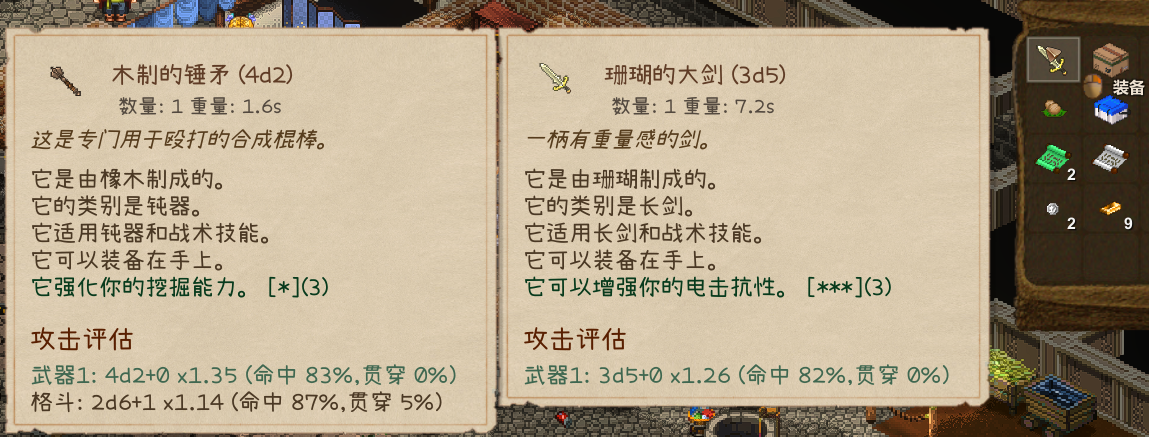 木制的锤矛 (4d2)
数量: 1 重量: 1.6s
这是专门用于殴打的合成棍棒。
它是由橡木制成的。
它的类别是钝器。
它适用钝器和战术技能。
它可以装备在手上。
它强化你的挖掘能力。 [*](3)
攻击评估
武器1: 4d2+0 x1.35 (命中 83%,贯穿 0%)
格斗: 2d6+1 x1.14 (命中 87%,贯穿 5%)
珊瑚的大剑 (3d5)
数量: 1 重量: 7.2s
一柄有重量感的剑。
它是由珊瑚制成的。
它的类别是长剑。
它适用长剑和战术技能。
它可以装备在手上。
它可以增强你的电击抗性。 [***](3)
攻击评估
武器1: 3d5+0 x1.26 (命中 82%,贯穿 0%)
装备
2
2
9